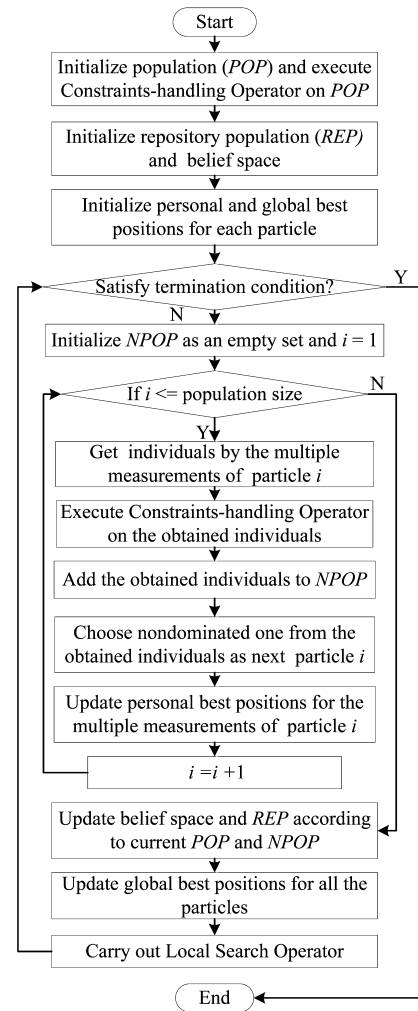 Start
Initialize population (POP) and execute
Constraints-handling Operator on POP
Initialize repository population (REP)
and belief space
Initialize personal and global best
positions for each particle
Satisfy termination condition?
Y
N
Initialize NPOP as an empty set and i = 1
If i <= population size
N
Y
Get individuals by the multiple
measurements of particle i
Execute Constraints-handling Operator
on the obtained individuals
Add the obtained individuals to NPOP
Choose nondominated one from the
obtained individuals as next particle i
Update personal best positions for the
multiple measurements of particle i
i =i +1
Update belief space and REP according
to current POP and NPOP
Update global best positions for all the
particles
Carry out Local Search Operator
End